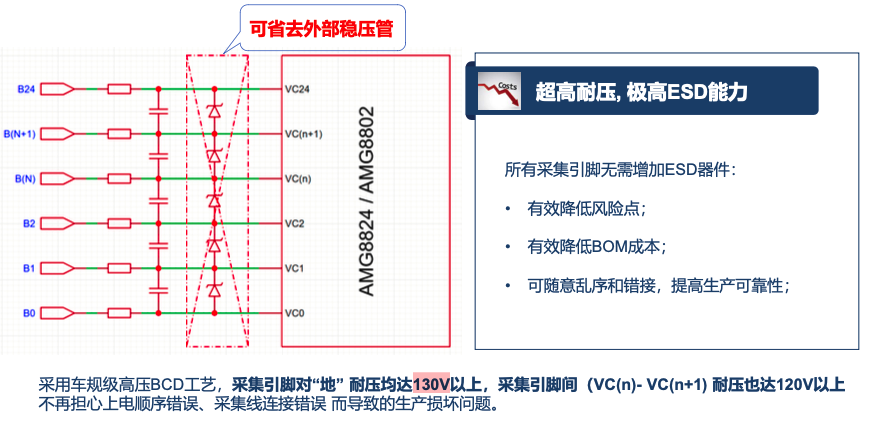 可省去外部稳压管
B24
VC24
B(N+1)
VC(n+1)
B(N)
VC(n)
B2
VC2
B1
VC1
B0
VC0
AMG8824 / AMG8802
Costs
超高耐压, 极高ESD能力
所有采集引脚无需增加ESD器件：
• 有效降低风险点；
• 有效降低BOM成本；
• 可随意乱序和错接，提高生产可靠性；
采用车规级高压BCD工艺，采集引脚对“地” 耐压均达130V以上，采集引脚间（VC(n)- VC(n+1) 耐压也达120V以上
不再担心上电顺序错误、采集线连接错误 而导致的生产损坏问题。